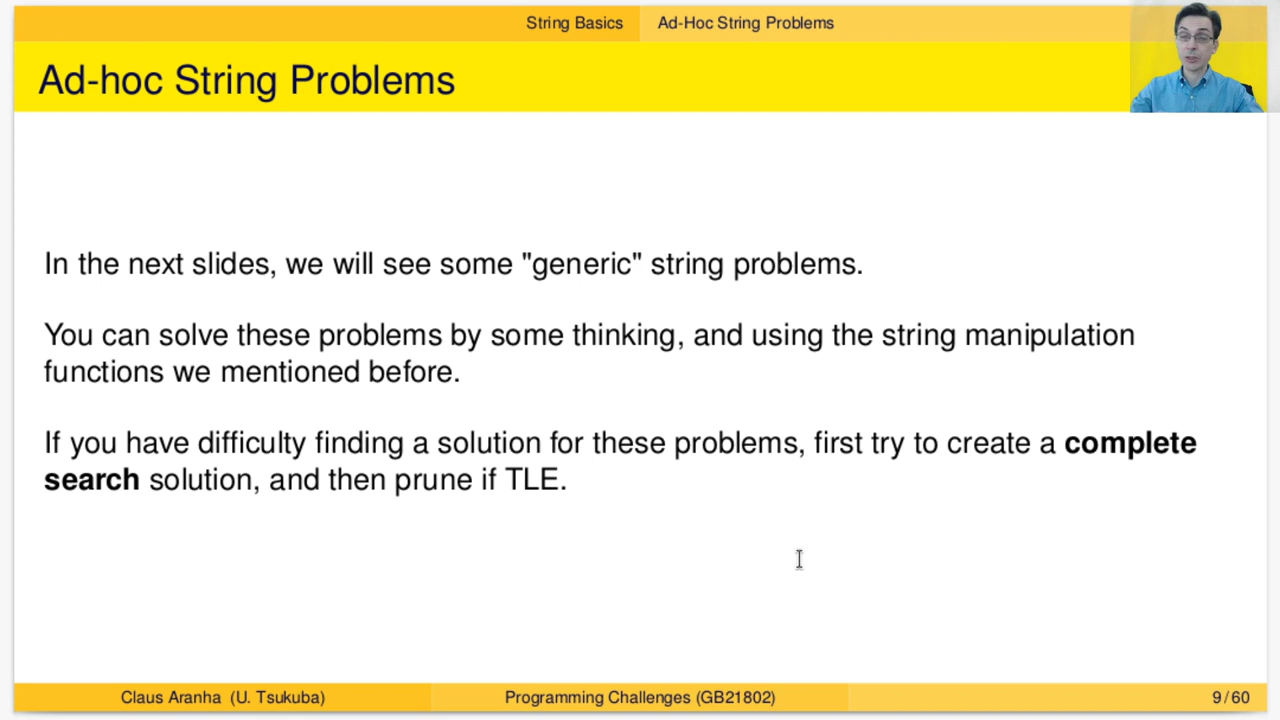 String Basics Ad-Hoc String Problems
Ad-hoc String Problems
In the next slides, we will see some "generic" string problems.
You can solve these problems by some thinking, and using the string manipulation
functions we mentioned before.
If you have difficulty finding a solution for these problems, first try to create a complete
search solution, and then prune if TLE.
Claus Aranha (U. Tsukuba) Programming Challenges (GB21802) 9/60